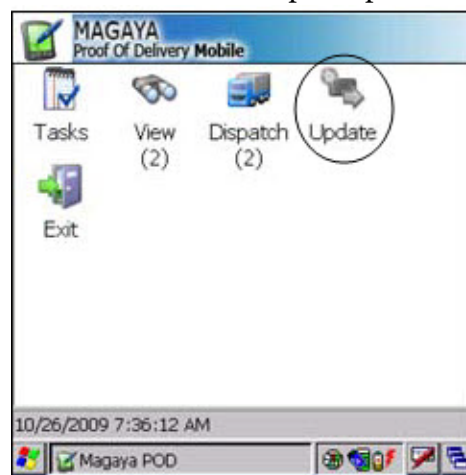 MAGAYA
Proof Of Delivery Mobile
Tasks View Dispatch Update
(2) (2)
Exit
10/26/2009 7:36:12 AM
Magaya POD